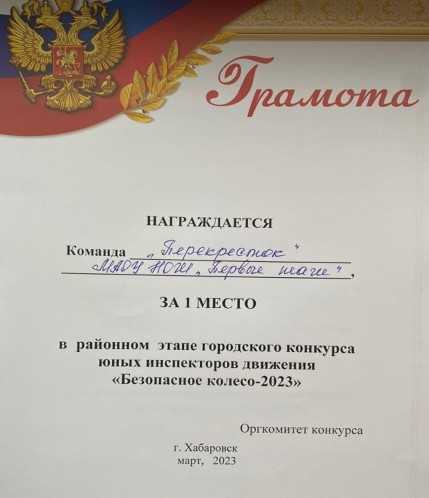 Грамота
НАГРАЖДАЕТСЯ
Команда „Перекресток"
МАОУ НОШ „Первые шаги",
ЗА 1 МЕСТО
в районном этапе городского конкурса
юных инспекторов движения
«Безопасное колесо-2023»
Оргкомитет конкурса
г. Хабаровск
март, 2023